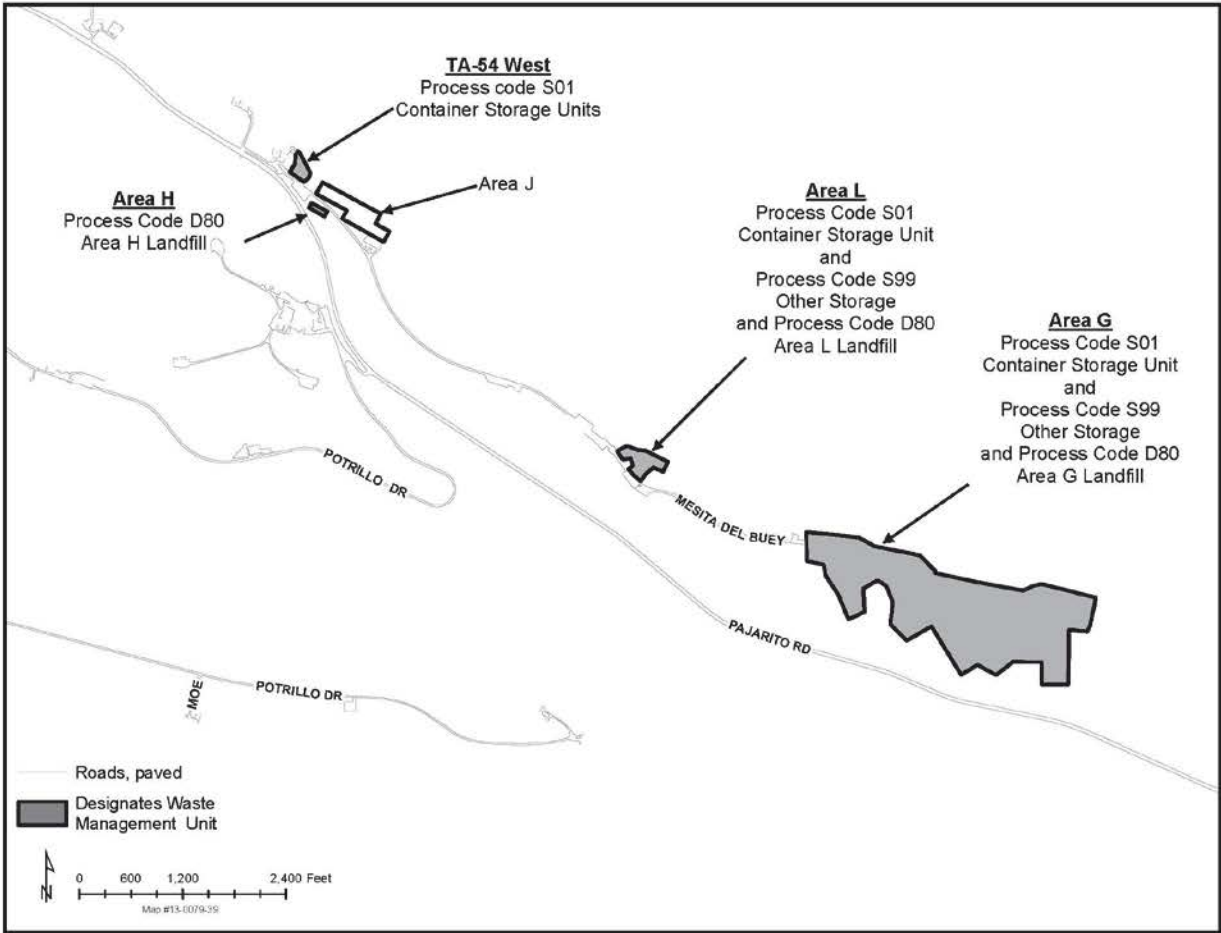 TA-54 West
Process code S01
Container Storage Units
Area J
Area H
Process Code D80
Area H Landfill
Area L
Process Code S01
Container Storage Unit
and
Process Code S99
Other Storage
and Process Code D80
Area L Landfill
Area G
Process Code S01
Container Storage Unit
and
Process Code S99
Other Storage
and Process Code D80
Area G Landfill
POTRILLO DR
MESITA DEL BUEY
PAJARITO RD
MOE
POTRILLO DR
Roads, paved
Designates Waste
Management Unit
N
0 600 1,200 2,400 Feet
Map #13-0079-39